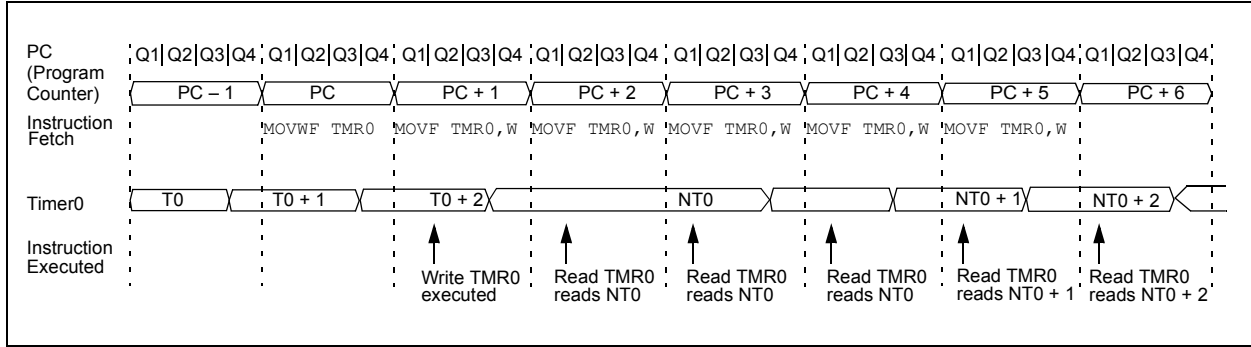 PC (Program Counter)
Q1 Q2 Q3 Q4 Q1 Q2 Q3 Q4 Q1 Q2 Q3 Q4 Q1 Q2 Q3 Q4 Q1 Q2 Q3 Q4 Q1 Q2 Q3 Q4 Q1 Q2 Q3 Q4 Q1 Q2 Q3 Q4
PC – 1 PC PC + 1 PC + 2 PC + 3 PC + 4 PC + 5 PC + 6
Instruction
Fetch
MOVWF TMR0 MOVF TMR0,W MOVF TMR0,W MOVF TMR0,W MOVF TMR0,W MOVF TMR0,W
Timer0
T0 T0 + 1 T0 + 2 NT0 NT0 + 1 NT0 + 2
Instruction
Executed
Write TMR0
executed
Read TMR0
reads NT0
Read TMR0
reads NT0
Read TMR0
reads NT0
Read TMR0
reads NT0 + 1
Read TMR0
reads NT0 + 2